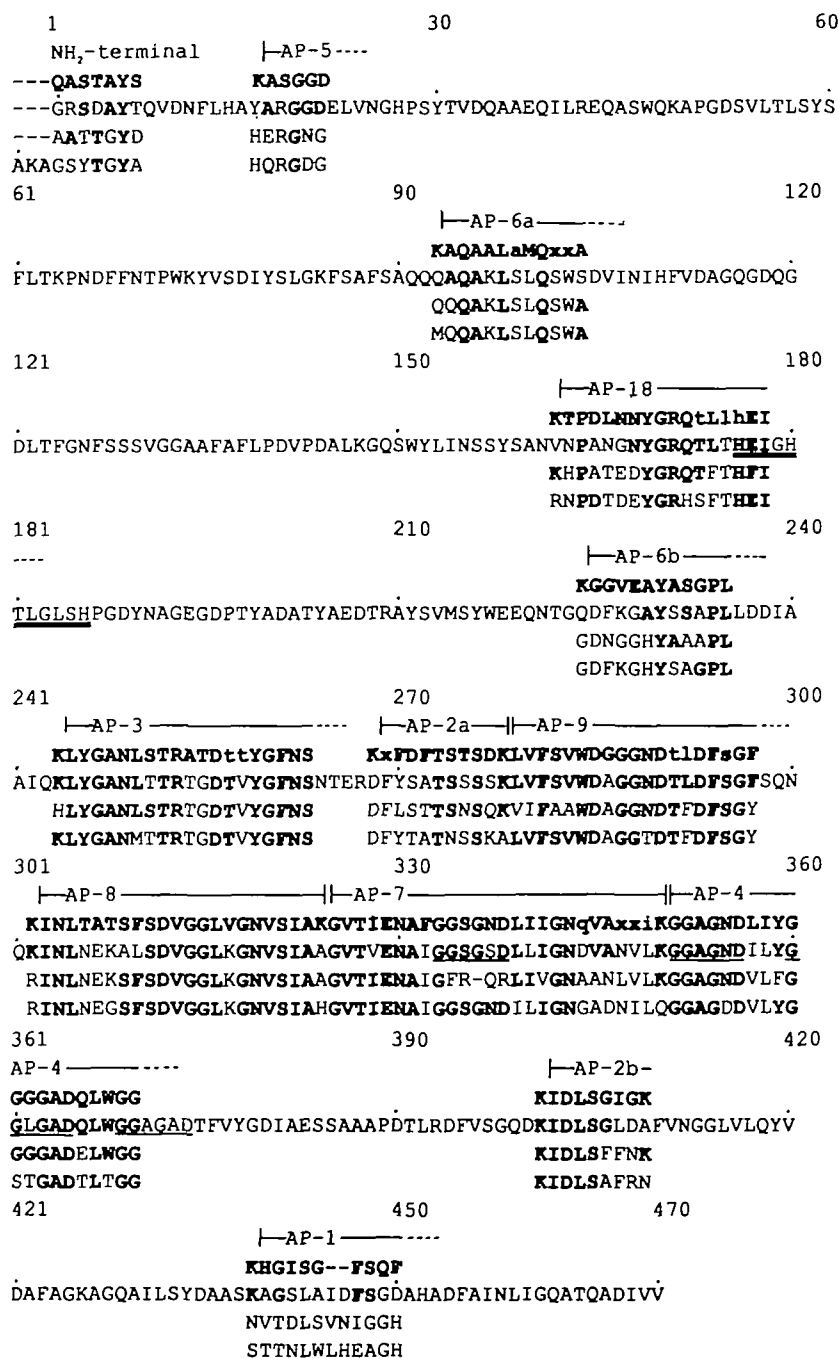 1 30 60
NH2-terminal ├─AP-5----
---QASTAYS KASGGD
---GRSDAYTQVDNFLHAYARGGDELVNGHPSYTVDQAAEQILREQASWQKAPGDSVLTLSYS
---AATTGYD HERGNG
AKAGSYTGYA HQRGDG
61 90 120
├─AP-6a──-----
KAQAALaMQxxA
FLTKPNDFFNTPWKYVSDIYSLGKFSAFSAQQQAQAKLSLQSWSDVINIHFVDAGQGDQG
QQQAKLSLQSWA
MQQAKLSLQSWA
121 150 180
├─AP-18─────
KTPDLNNYGRQtLlhEI
DLTFGNFSSSVGGAAFAFLPDVPDALKGQSWYLINSSYSANVNPANGNYGRQTLTHEIGH
KHPATEDYGRQTFTHFI
RNPDTDEYGRHSFTHEI
181 210 240
---- ├─AP-6b───----
KGGVEAYASGPL
TLGLSHPGDYNAGEGDPTYADATYAEDTRAYSVMSYWEEQNTGQDFKGAYSSAPLLDDIA
GDNGGHYAAAPL
GDFKGHYSAGPL
241 270 300
├─AP-3────────---- ├─AP-2a──┤├─AP-9─────────----
KLYGANLSTRATDttYGFNS KxFDFTSTSDKLVFSVWDGGGNDtlDFsGF
AIQKLYGANLTTRTGDTVYGFNSNTERDFYSATSSSSKLVFSVWDAGGNDTLDFSGFSQN
HLYGANLSTRTGDTVYGFNS DFLSTTSNSQKVIFAAWDAGGNDTFDFSGY
KLYGANMTTRTGDTVYGFNS DFYTATNSSKALVFSVWDAGGTDTFDFSGY
301 330 360
├─AP-8─────────┤├─AP-7──────────────┤├─AP-4───
KINLTATSFSDVGGLVGNVSIAKGVTIENAFGGSGNDLIIGNqVAxxiKGGAGNDLIYG
QKINLNEKALSDVGGLKGNVSIAAGVTVENAIGGSGSDLLIGNDVANVLKGGAGNDILYG
RINLNEKSFSDVGGLKGNVSIAAGVTIENAIGFR-QRLIVGNAANLVLKGGAGNDVLFG
RINLNEGSFSDVGGLKGNVSIAHGVTIENAIGGSGNDILIGNGADNILQGGAGDDVLYG
361 390 420
AP-4─────---- ├─AP-2b-
GGGADQLWGG KIDLSGIGK
GLGADQLWGGAGADTFVYGDIAESSAAAPDTLRDFVSGQDKIDLSGLDAFVNGGLVLQYV
GGGADELWGG KIDLSFFNK
STGADTLTGG KIDLSAFRN
421 450 470
├─AP-1────----
KHGISG--FSQF
DAFAGKAGQAILSYDAASKAGSLAIDFSGDAHADFAINLIGQATQADIVV
NVTDLSVNIGGH
STTNLWLHEAGH